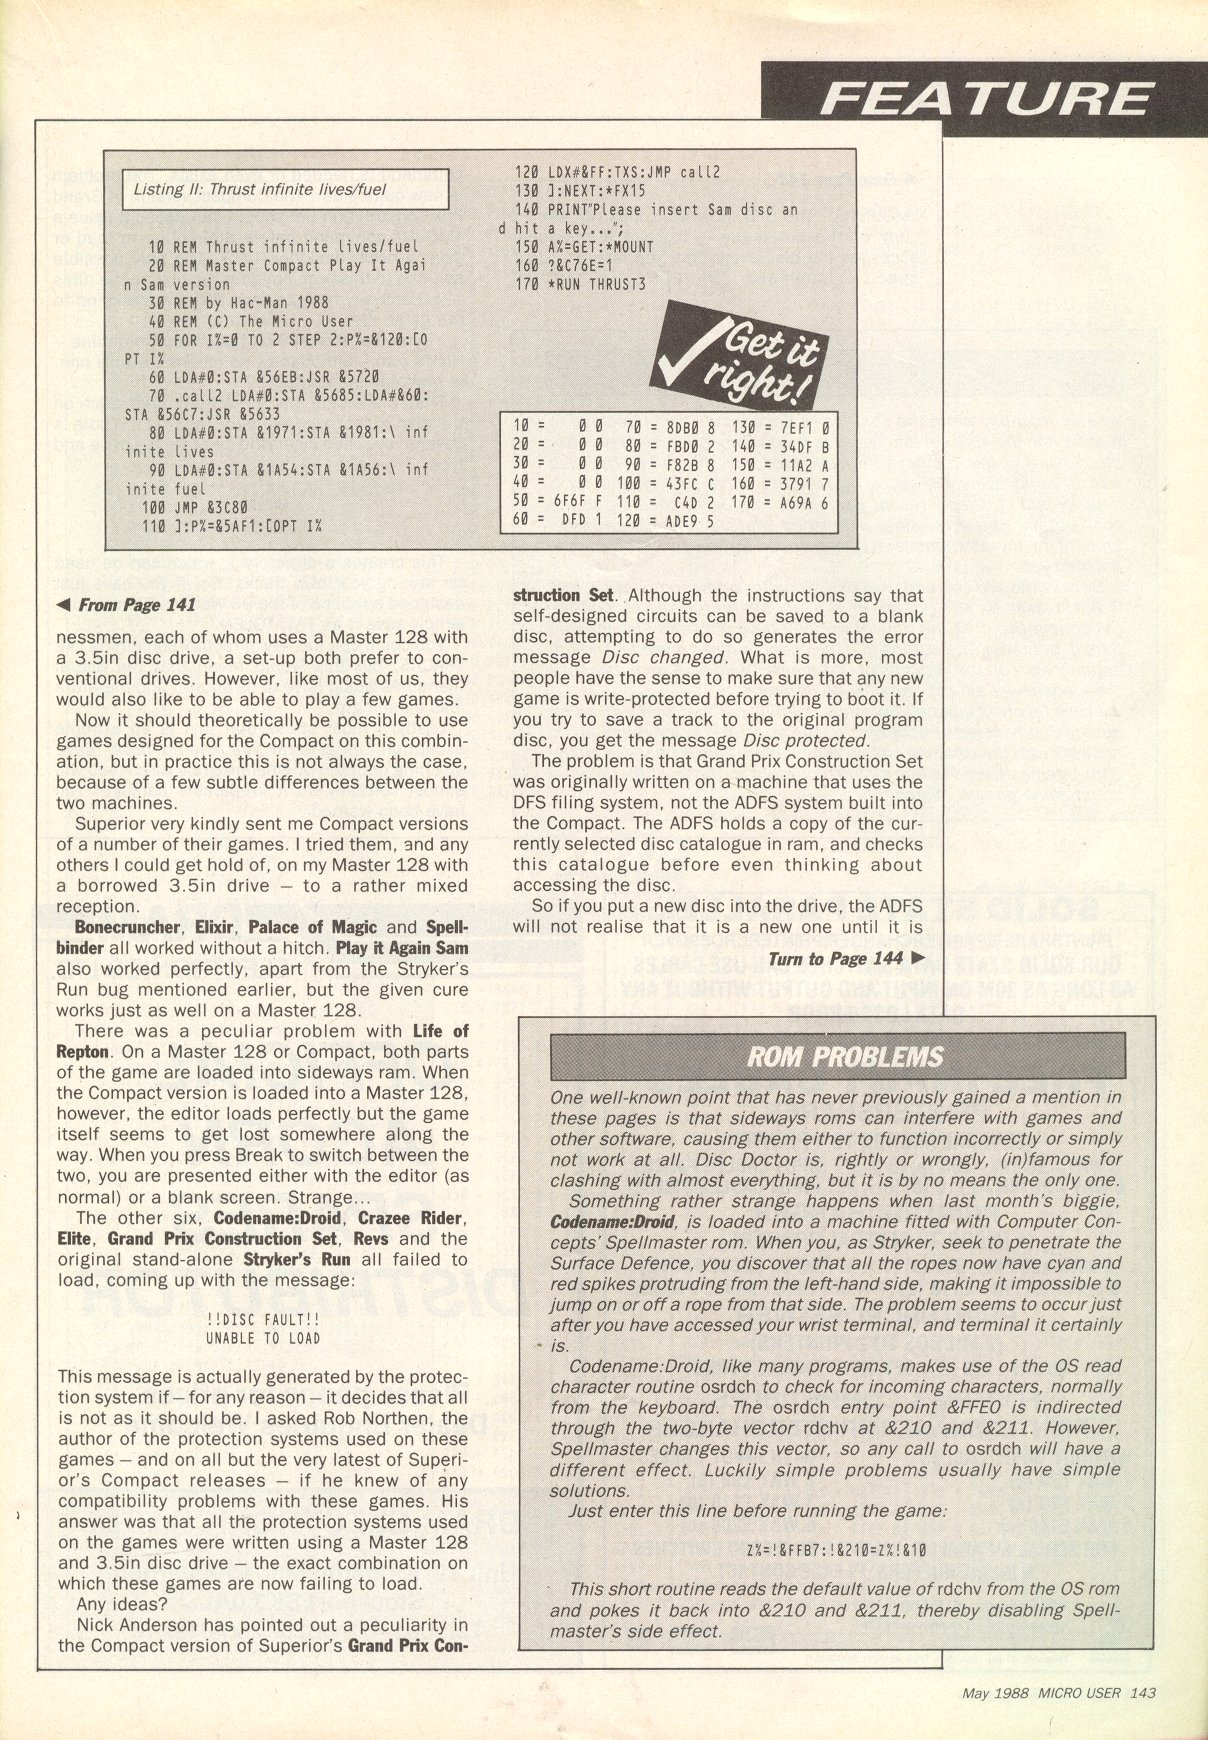 FEATURE
Listing II: Thrust infinite lives/fuel
10 REM Thrust infinite lives/fuel
20 REM Master Compact Play It Agai
n Sam version
30 REM by Hac-Man 1988
40 REM (C) The Micro User
50 FOR I%=0 TO 2 STEP 2:P%=&120:[O
PT I%
60 LDA#0:STA &56EB:JSR &5720
70 .call2 LDA#0:STA &5685:LDA#&60:
STA &56C7:JSR &5633
80 LDA#0:STA &1971:STA &1981:\ inf
inite lives
90 LDA#0:STA &1A54:STA &1A56:\ inf
inite fuel
100 JMP &3C80
110 ]:P%=&5AF1:[OPT I%
120 LDX#&FF:TXS:JMP call2
130 ]:NEXT:*FX15
140 PRINT"Please insert Sam disc an
d hit a key...";
150 A%=GET:*MOUNT
160 ?&C76E=1
170 *RUN THRUST3
Get it
right!
10 = 0 0 70 = 8DB0 8 130 = 7EF1 0
20 = 0 0 80 = FBD0 2 140 = 34DF B
30 = 0 0 90 = F82B 8 150 = 11A2 A
40 = 0 0 100 = 43FC C 160 = 3791 7
50 = 6F6F F 110 = C4D 2 170 = A69A 6
60 = DFD 1 120 = ADE9 5
◀ From Page 141
nessmen, each of whom uses a Master 128 with
a 3.5in disc drive, a set-up both prefer to con-
ventional drives. However, like most of us, they
would also like to be able to play a few games.
Now it should theoretically be possible to use
games designed for the Compact on this combin-
ation, but in practice this is not always the case,
because of a few subtle differences between the
two machines.
Superior very kindly sent me Compact versions
of a number of their games. I tried them, and any
others I could get hold of, on my Master 128 with
a borrowed 3.5in drive — to a rather mixed
reception.
Bonecruncher, Elixir, Palace of Magic and Spell-
binder all worked without a hitch. Play it Again Sam
also worked perfectly, apart from the Stryker's
Run bug mentioned earlier, but the given cure
works just as well on a Master 128.
There was a peculiar problem with Life of
Repton. On a Master 128 or Compact, both parts
of the game are loaded into sideways ram. When
the Compact version is loaded into a Master 128,
however, the editor loads perfectly but the game
itself seems to get lost somewhere along the
way. When you press Break to switch between the
two, you are presented either with the editor (as
normal) or a blank screen. Strange...
The other six, Codename:Droid, Crazee Rider,
Elite, Grand Prix Construction Set, Revs and the
original stand-alone Stryker's Run all failed to
load, coming up with the message:
!!DISC FAULT!!
UNABLE TO LOAD
This message is actually generated by the protec-
tion system if — for any reason — it decides that all
is not as it should be. I asked Rob Northen, the
author of the protection systems used on these
games — and on all but the very latest of Superi-
or's Compact releases — if he knew of any
compatibility problems with these games. His
answer was that all the protection systems used
on the games were written using a Master 128
and 3.5in disc drive — the exact combination on
which these games are now failing to load.
Any ideas?
Nick Anderson has pointed out a peculiarity in
the Compact version of Superior's Grand Prix Con-
struction Set. Although the instructions say that
self-designed circuits can be saved to a blank
disc, attempting to do so generates the error
message Disc changed. What is more, most
people have the sense to make sure that any new
game is write-protected before trying to boot it. If
you try to save a track to the original program
disc, you get the message Disc protected.
The problem is that Grand Prix Construction Set
was originally written on a machine that uses the
DFS filing system, not the ADFS system built into
the Compact. The ADFS holds a copy of the cur-
rently selected disc catalogue in ram, and checks
this catalogue before even thinking about
accessing the disc.
So if you put a new disc into the drive, the ADFS
will not realise that it is a new one until it is
Turn to Page 144 ▶
ROM PROBLEMS
One well-known point that has never previously gained a mention in
these pages is that sideways roms can interfere with games and
other software, causing them either to function incorrectly or simply
not work at all. Disc Doctor is, rightly or wrongly, (in)famous for
clashing with almost everything, but it is by no means the only one.
Something rather strange happens when last month's biggie,
Codename:Droid, is loaded into a machine fitted with Computer Con-
cepts' Spellmaster rom. When you, as Stryker, seek to penetrate the
Surface Defence, you discover that all the ropes now have cyan and
red spikes protruding from the left-hand side, making it impossible to
jump on or off a rope from that side. The problem seems to occur just
after you have accessed your wrist terminal, and terminal it certainly
is.
Codename:Droid, like many programs, makes use of the OS read
character routine osrdch to check for incoming characters, normally
from the keyboard. The osrdch entry point &FFE0 is indirected
through the two-byte vector rdchv at &210 and &211. However,
Spellmaster changes this vector, so any call to osrdch will have a
different effect. Luckily simple problems usually have simple
solutions.
Just enter this line before running the game:
Z%=!&FFB7:!&210=Z%!&10
This short routine reads the default value of rdchv from the OS rom
and pokes it back into &210 and &211, thereby disabling Spell-
master's side effect.
May 1988 MICRO USER 143